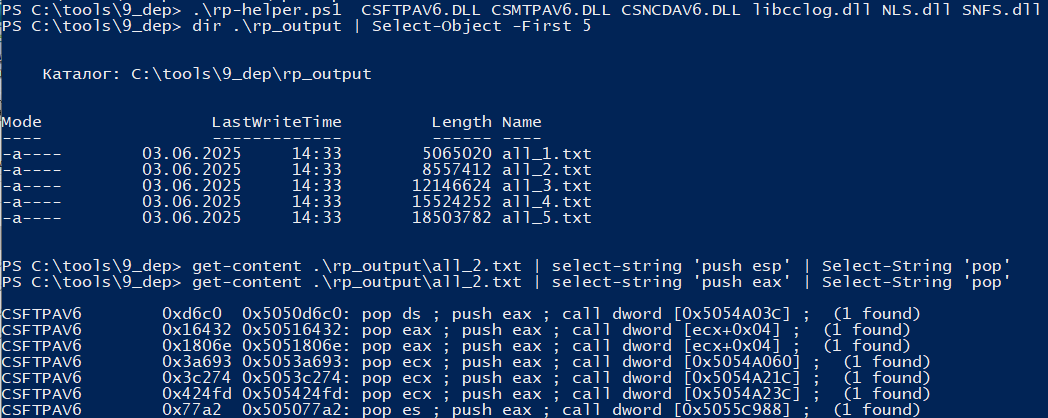 PS C:\tools\9_dep> .\rp-helper.ps1  CSFTPAV6.DLL CSMTPAV6.DLL CSNCDAV6.DLL libcclog.dll NLS.dll SNFS.dll
PS C:\tools\9_dep> dir .\rp_output | Select-Object -First 5
Каталог: C:\tools\9_dep\rp_output
Mode                LastWriteTime         Length Name
----                -------------         ------ ----
-a----       03.06.2025     14:33        5065020 all_1.txt
-a----       03.06.2025     14:33        8557412 all_2.txt
-a----       03.06.2025     14:33       12146624 all_3.txt
-a----       03.06.2025     14:33       15524252 all_4.txt
-a----       03.06.2025     14:33       18503782 all_5.txt
PS C:\tools\9_dep> get-content .\rp_output\all_2.txt | select-string 'push esp' | Select-String 'pop'
PS C:\tools\9_dep> get-content .\rp_output\all_2.txt | select-string 'push eax' | Select-String 'pop'
CSFTPAV6        0xd6c0  0x5050d6c0: pop ds ; push eax ; call dword [0x5054A03C] ;  (1 found)
CSFTPAV6        0x16432 0x50516432: pop eax ; push eax ; call dword [ecx+0x04] ;  (1 found)
CSFTPAV6        0x1806e 0x5051806e: pop eax ; push eax ; call dword [ecx+0x04] ;  (1 found)
CSFTPAV6        0x3a693 0x5053a693: pop ecx ; push eax ; call dword [0x5054A060] ;  (1 found)
CSFTPAV6        0x3c274 0x5053c274: pop ecx ; push eax ; call dword [0x5054A21C] ;  (1 found)
CSFTPAV6        0x424fd 0x505424fd: pop ecx ; push eax ; call dword [0x5054A23C] ;  (1 found)
CSFTPAV6        0x77a2  0x505077a2: pop es ; push eax ; call dword [0x5055C988] ;  (1 found)